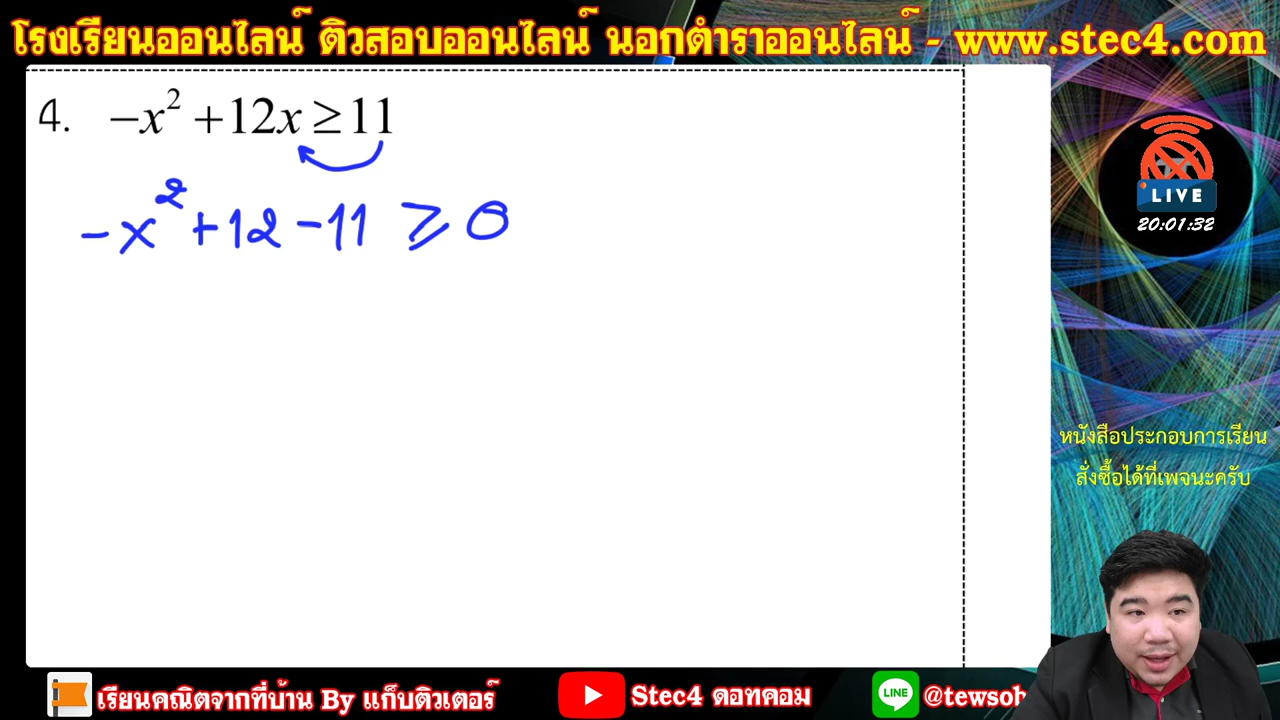 โรงเรียนออนไลน์ ติวสอบออนไลน์ นอกตำราออนไลน์ - www.stec4.com
4. −x² +12x ≥ 11
-x² +12 -11 ≥ 0
LIVE
20:01:32
หนังสือประกอบการเรียน
สั่งซื้อได้ที่เพจนะครับ
เรียนคณิตจากที่บ้าน By แก็บติวเตอร์
Stec4 ดอทคอม
LINE